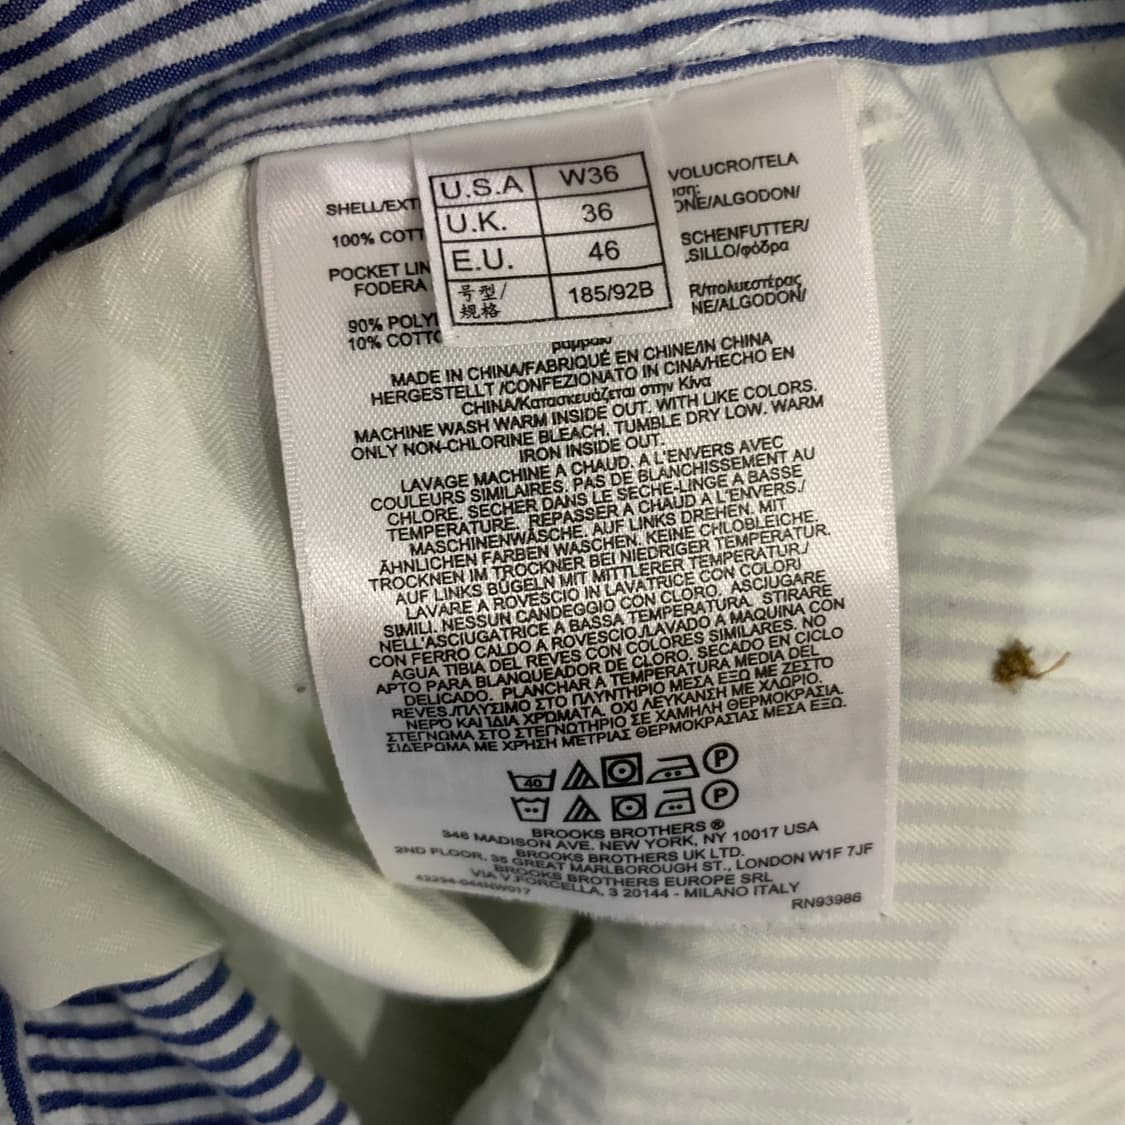 U.S.A W36
U.K. 36
E.U. 46
号型/规格 185/92B
SHELL/EXT VOLUCRO/TELA
100% COTT ONE/ALGODON/
POCKET LIN SCHENFUTTER/
FODERA SILLO/φόδρα
90% POLY R/πολυεστέρας
10% COTTO NE/ALGODON/
βαμβάκι
MADE IN CHINA/FABRIQUÉ EN CHINE/IN CHINA
HERGESTELLT /CONFEZIONATO IN CINA/HECHO EN
CHINA/Κατασκευάζεται στην Κίνα
MACHINE WASH WARM INSIDE OUT. WITH LIKE COLORS.
ONLY NON-CHLORINE BLEACH. TUMBLE DRY LOW. WARM
IRON INSIDE OUT.
LAVAGE MACHINE A CHAUD. A L'ENVERS AVEC
COULEURS SIMILAIRES. PAS DE BLANCHISSEMENT AU
CHLORE. SECHER DANS LE SECHE-LINGE A BASSE
TEMPERATURE. REPASSER A CHAUD A L'ENVERS./
MASCHINENWÄSCHE. AUF LINKS DREHEN. MIT
ÄHNLICHEN FARBEN WASCHEN. KEINE CHLOBLEICHE.
TROCKNEN IM TROCKNER BEI NIEDRIGER TEMPERATUR.
AUF LINKS BÜGELN MIT MITTLERER TEMPERATUR./
LAVARE A ROVESCIO IN LAVATRICE CON COLORI
SIMILI. NESSUN CANDEGGIO CON CLORO. ASCIUGARE
NELL'ASCIUGATRICE A BASSA TEMPERATURA. STIRARE
CON FERRO CALDO A ROVESCIO./LAVADO A MAQUINA CON
AGUA TIBIA DEL REVES CON COLORES SIMILARES. NO
APTO PARA BLANQUEADOR DE CLORO. SECADO EN CICLO
DELICADO. PLANCHAR A TEMPERATURA MEDIA DEL
REVES./ΠΛΥΣΙΜΟ ΣΤΟ ΠΛΥΝΤΗΡΙΟ ΜΕΣΑ ΕΞΩ ΜΕ ΖΕΣΤΟ
ΝΕΡΟ ΚΑΙ ΊΔΙΑ ΧΡΩΜΑΤΑ. ΟΧΙ ΛΕΥΚΑΝΣΗ ΜΕ ΧΛΩΡΙΟ.
ΣΤΕΓΝΩΜΑ ΣΤΟ ΣΤΕΓΝΩΤΗΡΙΟ ΣΕ ΧΑΜΗΛΗ ΘΕΡΜΟΚΡΑΣΙΑ.
ΣΙΔΕΡΩΜΑ ΜΕ ΧΡΗΣΗ ΜΕΤΡΙΑΣ ΘΕΡΜΟΚΡΑΣΙΑΣ ΜΕΣΑ ΕΞΩ.
40 P
P
BROOKS BROTHERS ®
346 MADISON AVE. NEW YORK, NY 10017 USA
BROOKS BROTHERS UK LTD.
2ND FLOOR, 35 GREAT MARLBOROUGH ST., LONDON W1F 7JF
BROOKS BROTHERS EUROPE SRL
VIA V.FORCELLA, 3 20144 - MILANO ITALY
RN93986